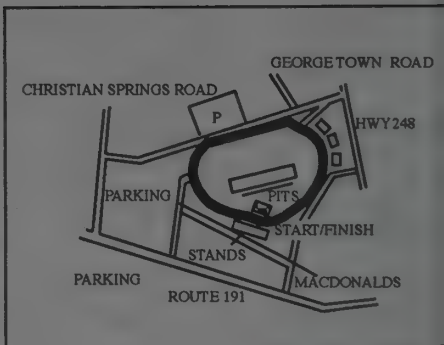 GEORGETOWN ROAD
CHRISTIAN SPRINGS ROAD
P
HWY 248
PARKING
PITS
START/FINISH
STANDS
PARKING
MACDONALDS
ROUTE 191